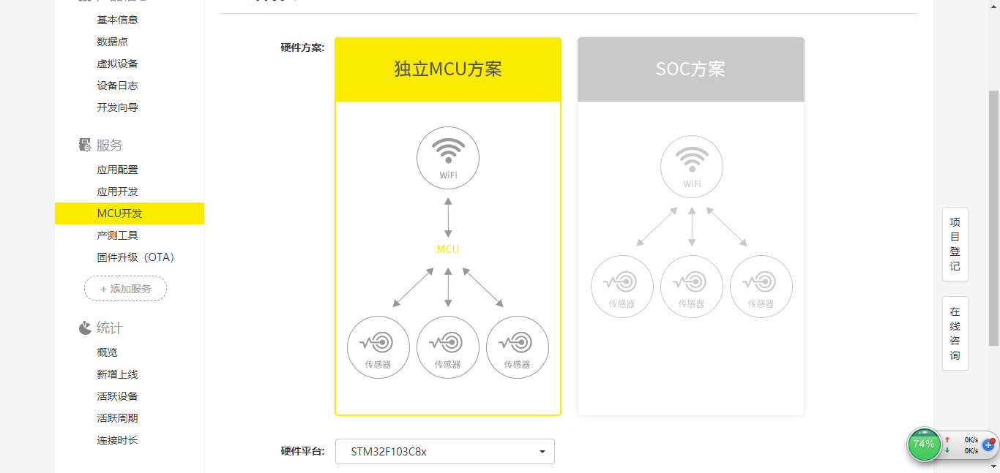 基本信息
数据点
虚拟设备
设备日志
开发向导
服务
应用配置
应用开发
MCU开发
产测工具
固件升级（OTA）
+ 添加服务
统计
概览
新增上线
活跃设备
活跃周期
连接时长
硬件方案:
独立MCU方案
WiFi
MCU
传感器
传感器
传感器
SOC方案
WiFi
传感器
传感器
传感器
硬件平台:
STM32F103C8x
项目登记
在线咨询
74%
0K/s
0K/s